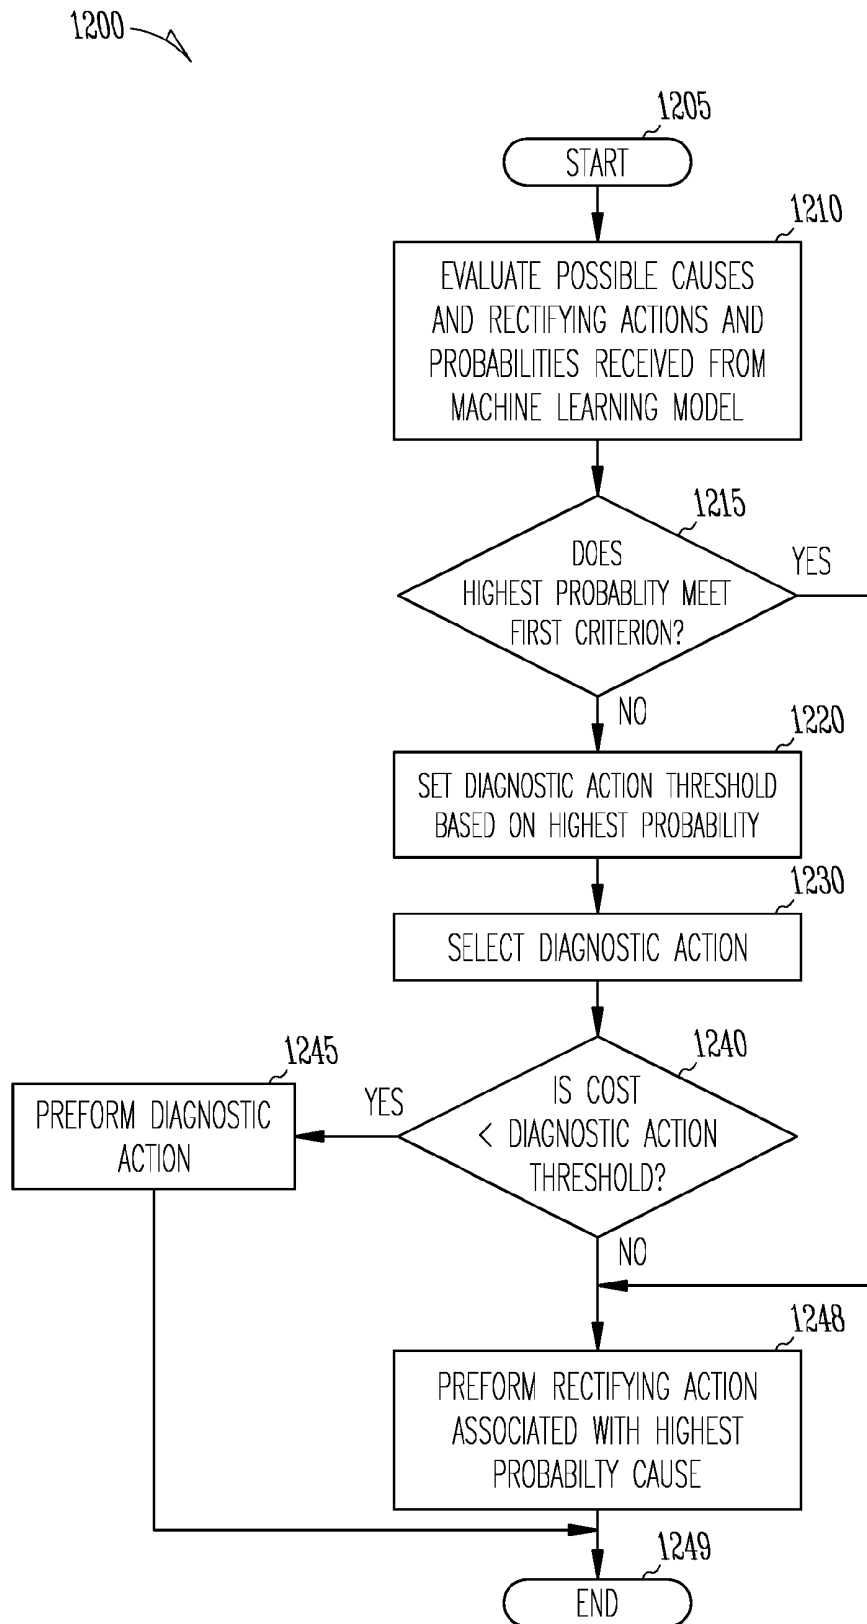 1200
1205
START
1210
EVALUATE POSSIBLE CAUSES
AND RECTIFYING ACTIONS AND
PROBABILITIES RECEIVED FROM
MACHINE LEARNING MODEL
1215
DOES
HIGHEST PROBABLITY MEET
FIRST CRITERION?
YES
NO
1220
SET DIAGNOSTIC ACTION THRESHOLD
BASED ON HIGHEST PROBABILITY
1230
SELECT DIAGNOSTIC ACTION
1240
IS COST
< DIAGNOSTIC ACTION
THRESHOLD?
YES
1245
PREFORM DIAGNOSTIC
ACTION
NO
1248
PREFORM RECTIFYING ACTION
ASSOCIATED WITH HIGHEST
PROBABILTY CAUSE
1249
END